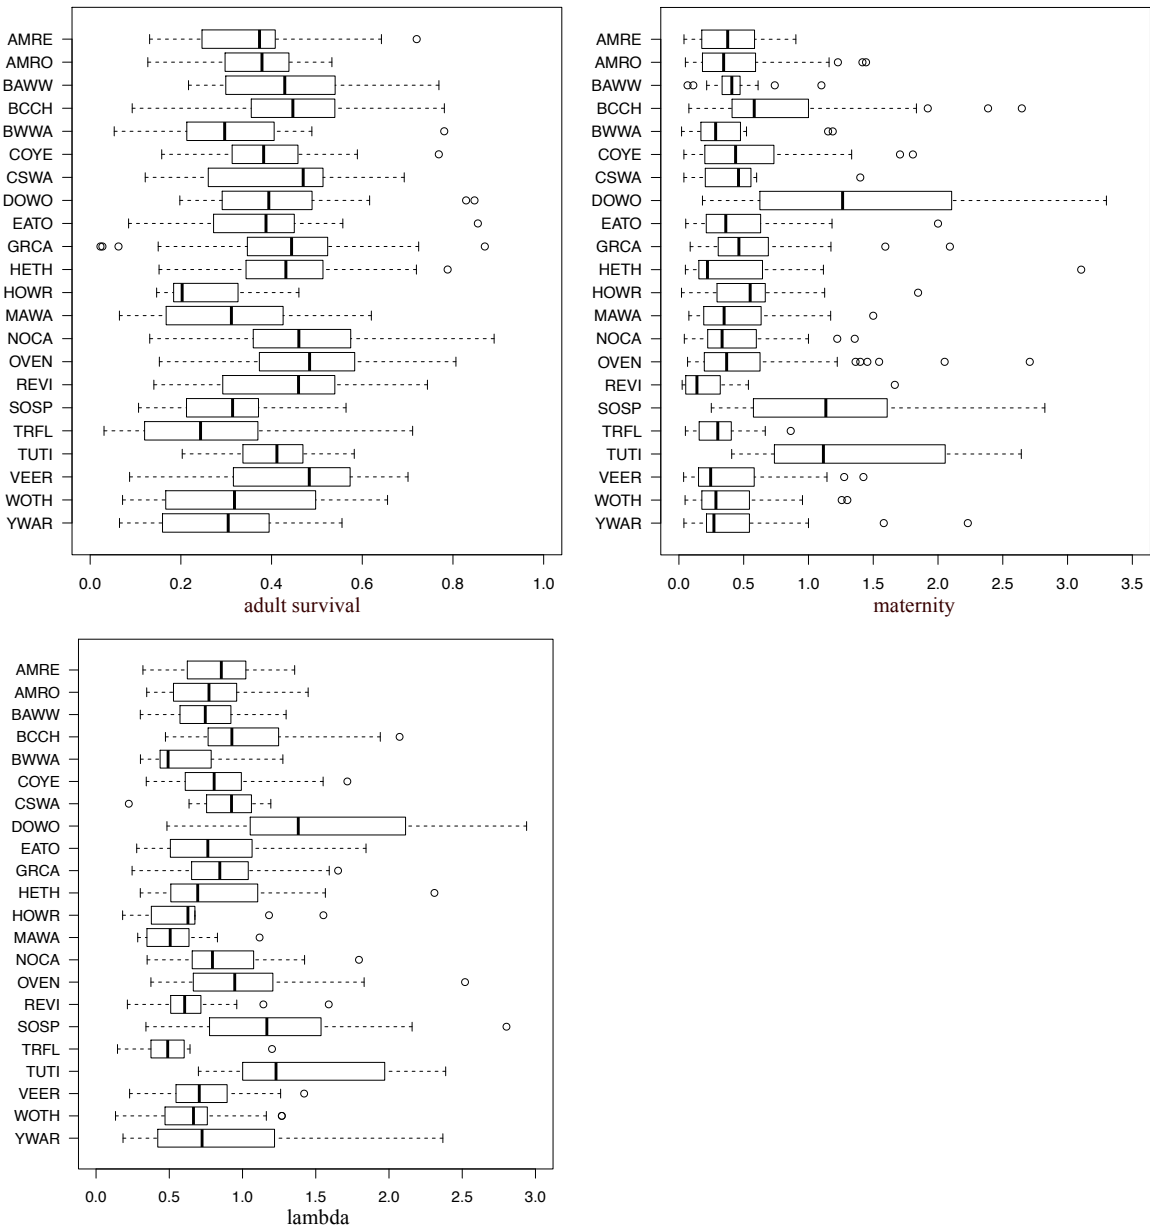 AMRE
AMRO
BAWW
BCCH
BWWA
COYE
CSWA
DOWO
EATO
GRCA
HETH
HOWR
MAWA
NOCA
OVEN
REVI
SOSP
TRFL
TUTI
VEER
WOTH
YWAR
0.0 0.2 0.4 0.6 0.8 1.0
adult survival
AMRE
AMRO
BAWW
BCCH
BWWA
COYE
CSWA
DOWO
EATO
GRCA
HETH
HOWR
MAWA
NOCA
OVEN
REVI
SOSP
TRFL
TUTI
VEER
WOTH
YWAR
0.0 0.5 1.0 1.5 2.0 2.5 3.0 3.5
maternity
AMRE
AMRO
BAWW
BCCH
BWWA
COYE
CSWA
DOWO
EATO
GRCA
HETH
HOWR
MAWA
NOCA
OVEN
REVI
SOSP
TRFL
TUTI
VEER
WOTH
YWAR
0.0 0.5 1.0 1.5 2.0 2.5 3.0
lambda